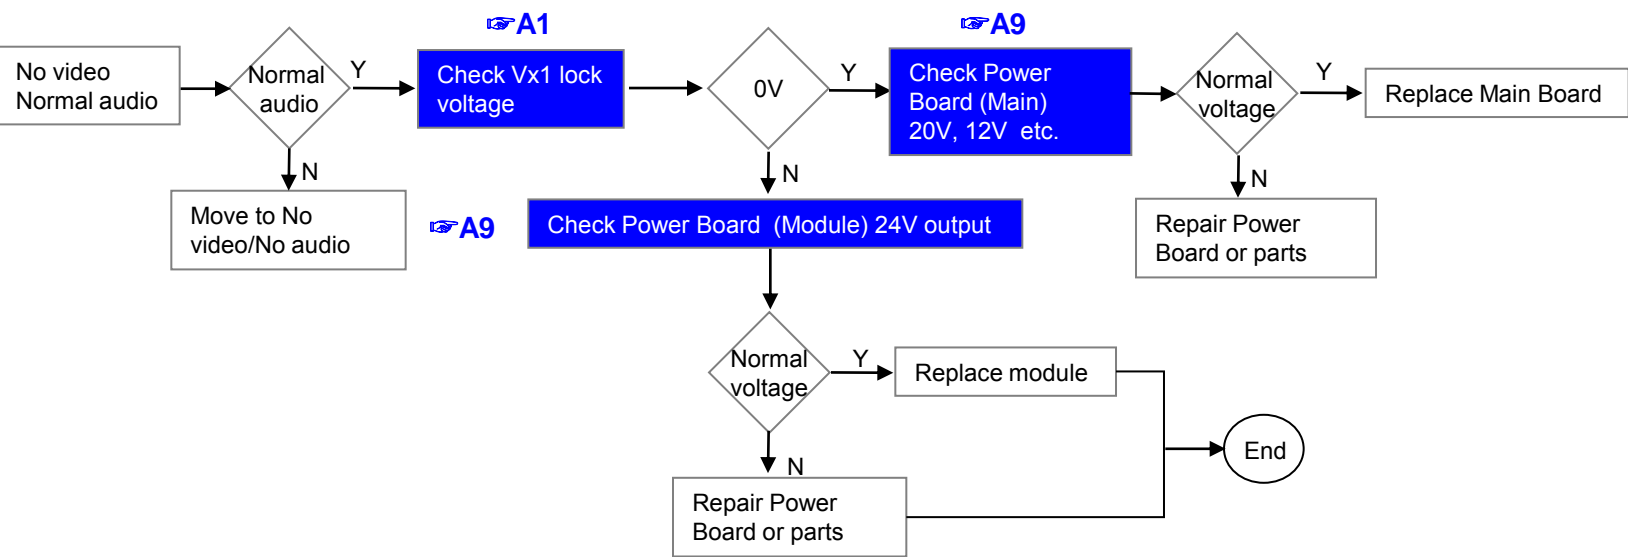 ☞A1
☞A9
No video
Normal audio
Normal
audio
Y
Check Vx1 lock
voltage
0V
Y
Check Power
Board (Main)
20V, 12V etc.
Normal
voltage
Y
Replace Main Board
N
N
N
Move to No
video/No audio
☞A9
Check Power Board (Module) 24V output
Repair Power
Board or parts
Normal
voltage
Y
Replace module
N
End
Repair Power
Board or parts